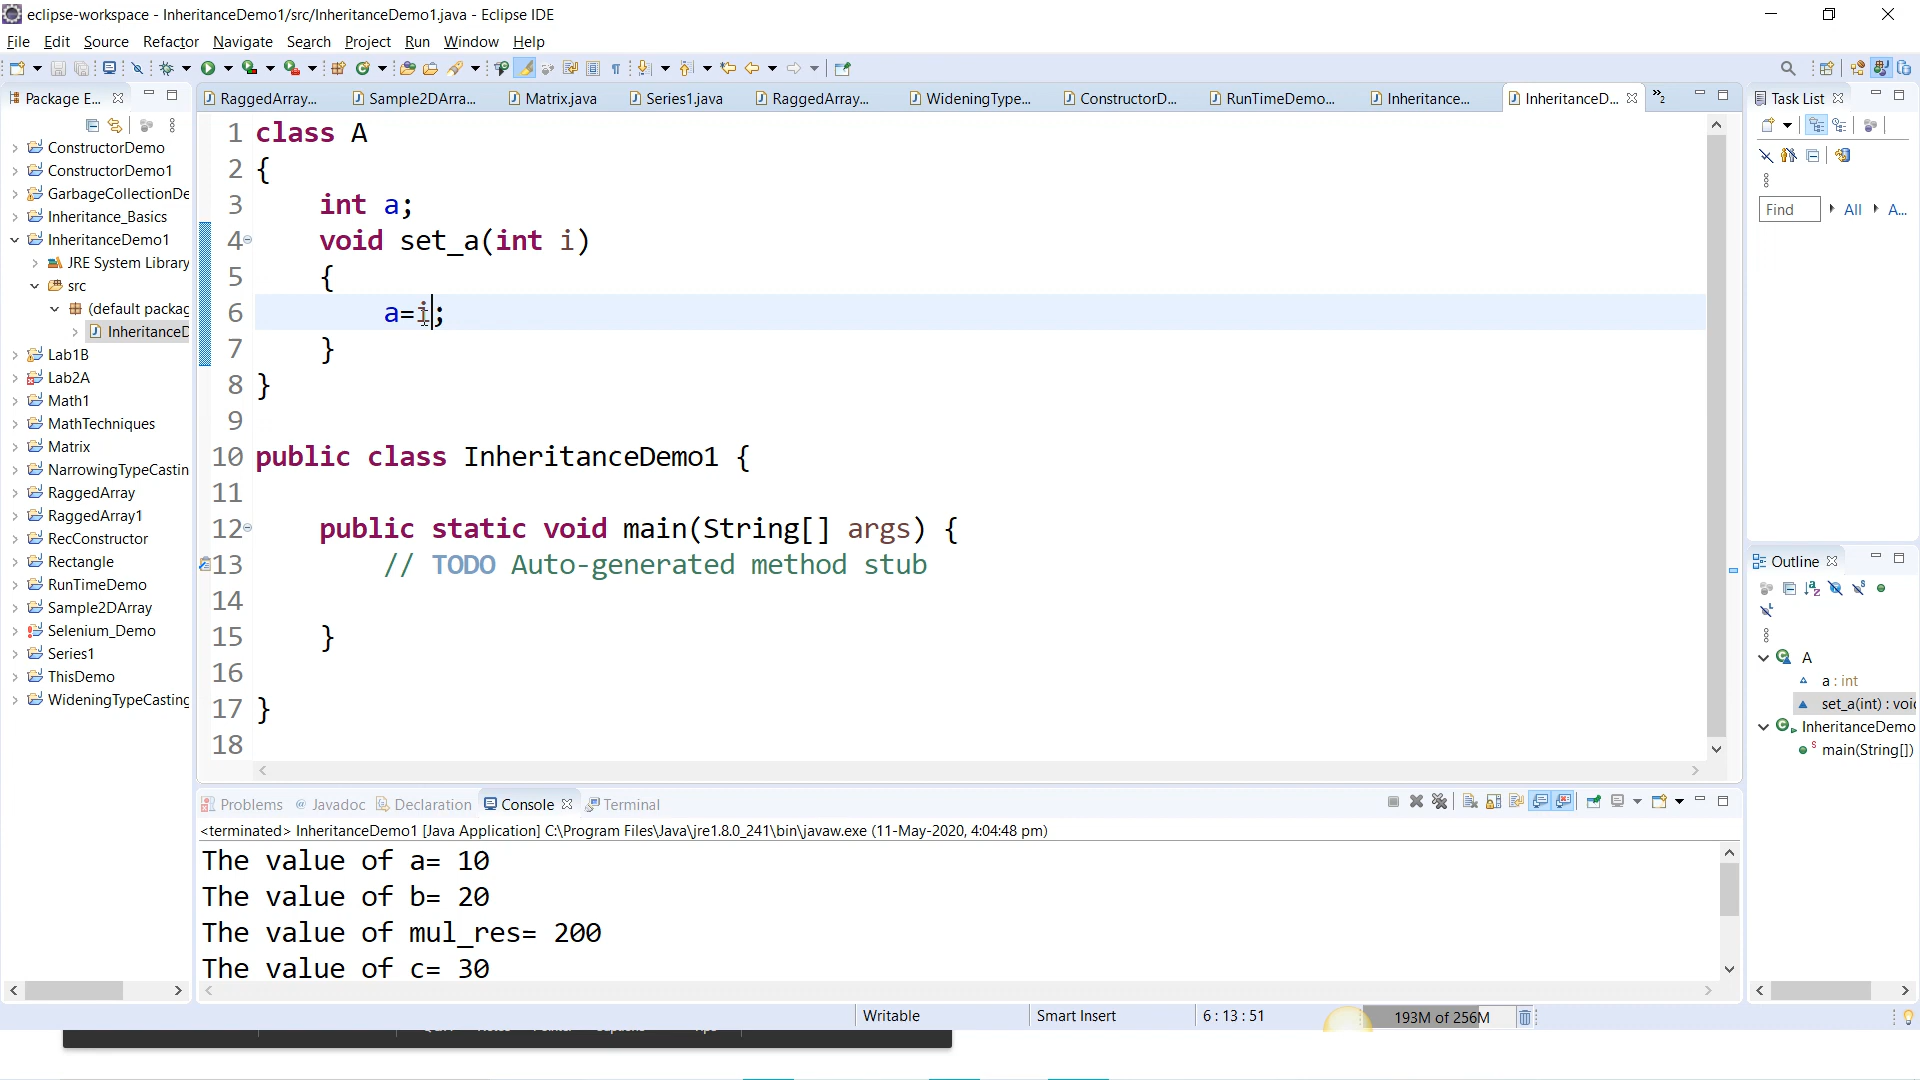 eclipse-workspace - InheritanceDemo1/src/InheritanceDemo1.java - Eclipse IDE
File Edit Source Refactor Navigate Search Project Run Window Help
Package E...
RaggedArray... Sample2DArra... Matrix.java Series1.java RaggedArray... WideningType... ConstructorD... RunTimeDemo... Inheritance... InheritanceD... »2
Task List
ConstructorDemo
ConstructorDemo1
GarbageCollectionDe
Inheritance_Basics
InheritanceDemo1
JRE System Library
src
(default packag
InheritanceD
Lab1B
Lab2A
Math1
MathTechniques
Matrix
NarrowingTypeCastin
RaggedArray
RaggedArray1
RecConstructor
Rectangle
RunTimeDemo
Sample2DArray
Selenium_Demo
Series1
ThisDemo
WideningTypeCasting
1 class A
2 {
3 int a;
4 void set_a(int i)
5 {
6 a=i;
7 }
8 }
9
10 public class InheritanceDemo1 {
11
12 public static void main(String[] args) {
13 // TODO Auto-generated method stub
14
15 }
16
17 }
18
Find All A...
Outline
A
a : int
set_a(int) : voi
InheritanceDemo
main(String[])
Problems @ Javadoc Declaration Console Terminal
<terminated> InheritanceDemo1 [Java Application] C:\Program Files\Java\jre1.8.0_241\bin\javaw.exe (11-May-2020, 4:04:48 pm)
The value of a= 10
The value of b= 20
The value of mul_res= 200
The value of c= 30
Writable Smart Insert 6 : 13 : 51 193M of 256M